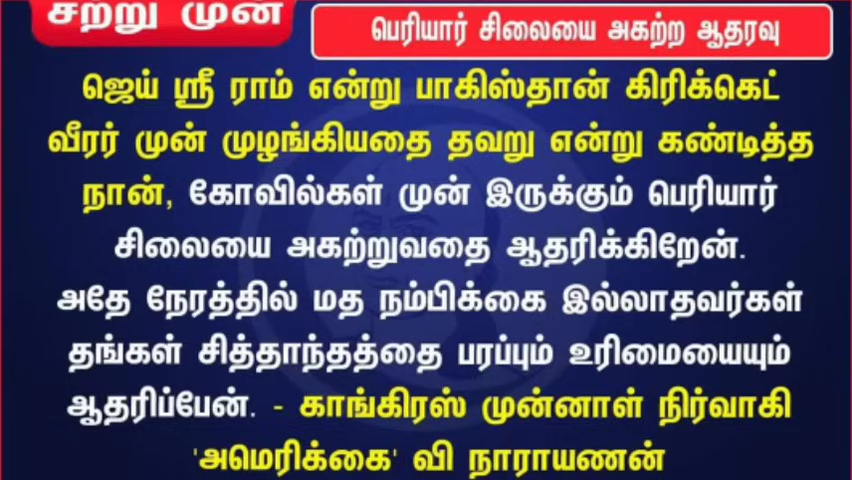 சற்று முன்
பெரியார் சிலையை அகற்ற ஆதரவு
ஜெய் ஸ்ரீ ராம் என்று பாகிஸ்தான் கிரிக்கெட்
வீரர் முன் முழங்கியதை தவறு என்று கண்டித்த
நான், கோவில்கள் முன் இருக்கும் பெரியார்
சிலையை அகற்றுவதை ஆதரிக்கிறேன்.
அதே நேரத்தில் மத நம்பிக்கை இல்லாதவர்கள்
தங்கள் சித்தாந்தத்தை பரப்பும் உரிமையையும்
ஆதரிப்பேன். - காங்கிரஸ் முன்னாள் நிர்வாகி
'அமெரிக்கை' வி நாராயணன்